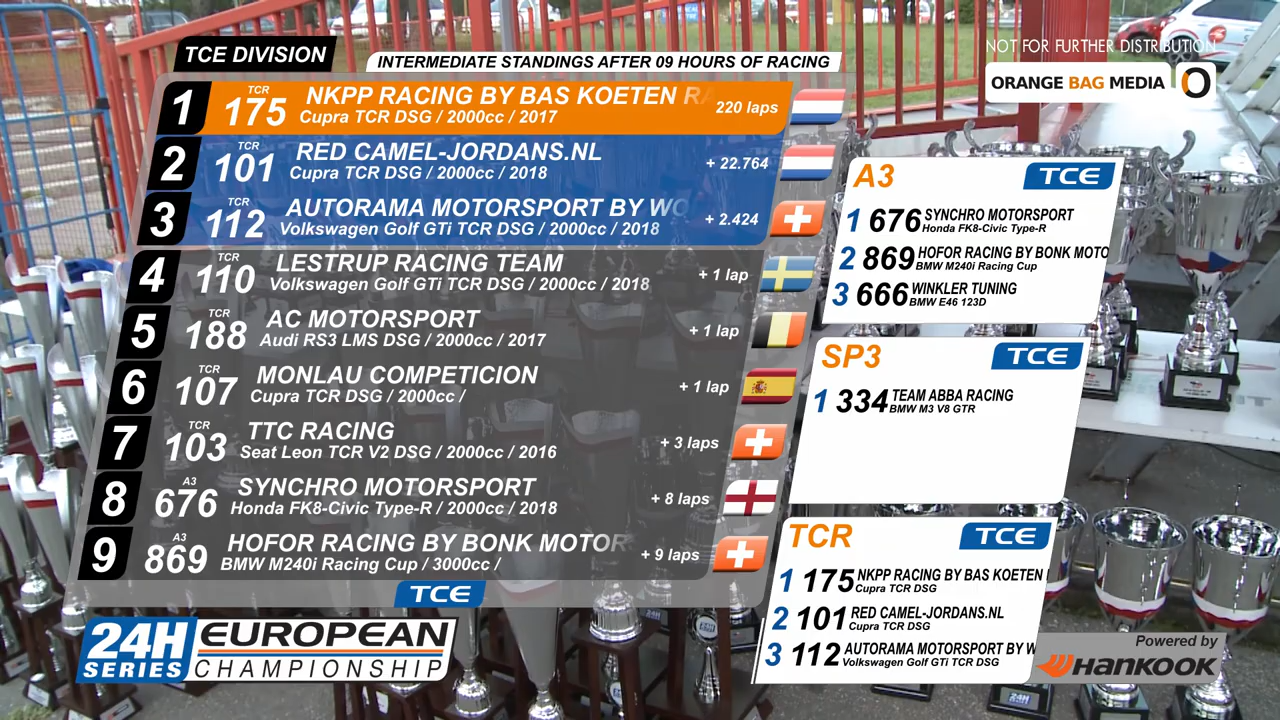 TCE DIVISION
INTERMEDIATE STANDINGS AFTER 09 HOURS OF RACING
NOT FOR FURTHER DISTRIBUTION
ORANGE BAG MEDIA
1 TCR 175 NKPP RACING BY BAS KOETEN RA 220 laps
Cupra TCR DSG / 2000cc / 2017
2 TCR 101 RED CAMEL-JORDANS.NL + 22.764
Cupra TCR DSG / 2000cc / 2018
3 TCR 112 AUTORAMA MOTORSPORT BY WO + 2.424
Volkswagen Golf GTi TCR DSG / 2000cc / 2018
4 TCR 110 LESTRUP RACING TEAM + 1 lap
Volkswagen Golf GTi TCR DSG / 2000cc / 2018
5 TCR 188 AC MOTORSPORT + 1 lap
Audi RS3 LMS DSG / 2000cc / 2017
6 TCR 107 MONLAU COMPETICION + 1 lap
Cupra TCR DSG / 2000cc /
7 TCR 103 TTC RACING + 3 laps
Seat Leon TCR V2 DSG / 2000cc / 2016
8 A3 676 SYNCHRO MOTORSPORT + 8 laps
Honda FK8-Civic Type-R / 2000cc / 2018
9 A3 869 HOFOR RACING BY BONK MOTOR + 9 laps
BMW M240i Racing Cup / 3000cc /
TCE
24H SERIES EUROPEAN CHAMPIONSHIP
A3 TCE
1 676 SYNCHRO MOTORSPORT
Honda FK8-Civic Type-R
2 869 HOFOR RACING BY BONK MOTO
BMW M240i Racing Cup
3 666 WINKLER TUNING
BMW E46 123D
SP3 TCE
1 334 TEAM ABBA RACING
BMW M3 V8 GTR
TCR TCE
1 175 NKPP RACING BY BAS KOETEN
Cupra TCR DSG
2 101 RED CAMEL-JORDANS.NL
Cupra TCR DSG
3 112 AUTORAMA MOTORSPORT BY W
Volkswagen Golf GTi TCR DSG
Powered by
HANKOOK